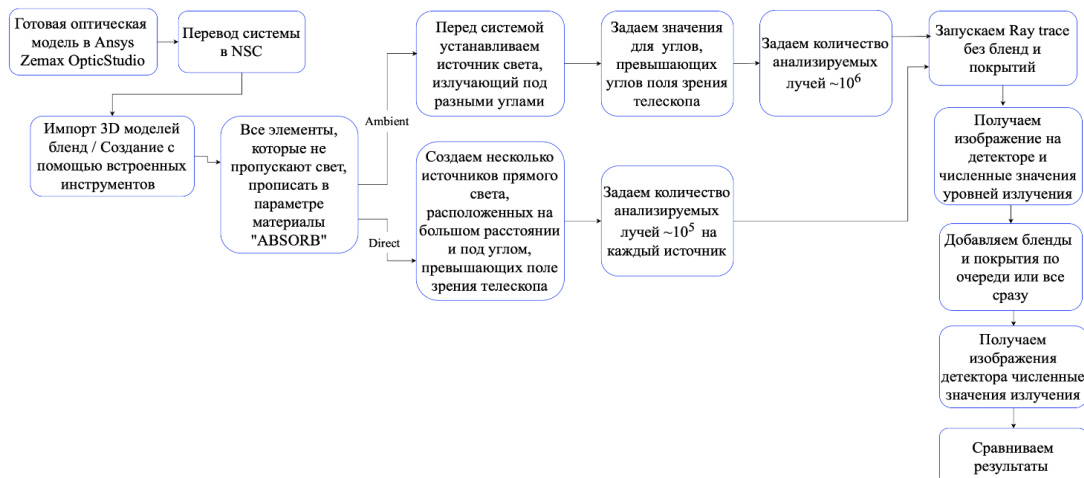 Готовая оптическая
модель в Ansys
Zemax OpticStudio
Перевод системы
в NSC
Импорт 3D моделей
бленд / Создание с
помощью встроенных
инструментов
Все элементы,
которые не
пропускают свет,
прописать в
параметре
материалы
"ABSORB"
Ambient
Direct
Перед системой
устанавливаем
источник света,
излучающий под
разными углами
Задаем значения
для углов,
превышающих
углов поля зрения
телескопа
Задаем количество
анализируемых
лучей ~10⁶
Создаем несколько
источников прямого
света,
расположенных на
большом расстоянии
и под углом,
превышающих поле
зрения телескопа
Задаем количество
анализируемых
лучей ~10⁵ на
каждый источник
Запускаем Ray trace
без бленд и
покрытий
Получаем
изображение на
детекторе и
численные значения
уровней излучения
Добавляем бленды
и покрытия по
очереди или все
сразу
Получаем
изображения
детектора численные
значения излучения
Сравниваем
результаты